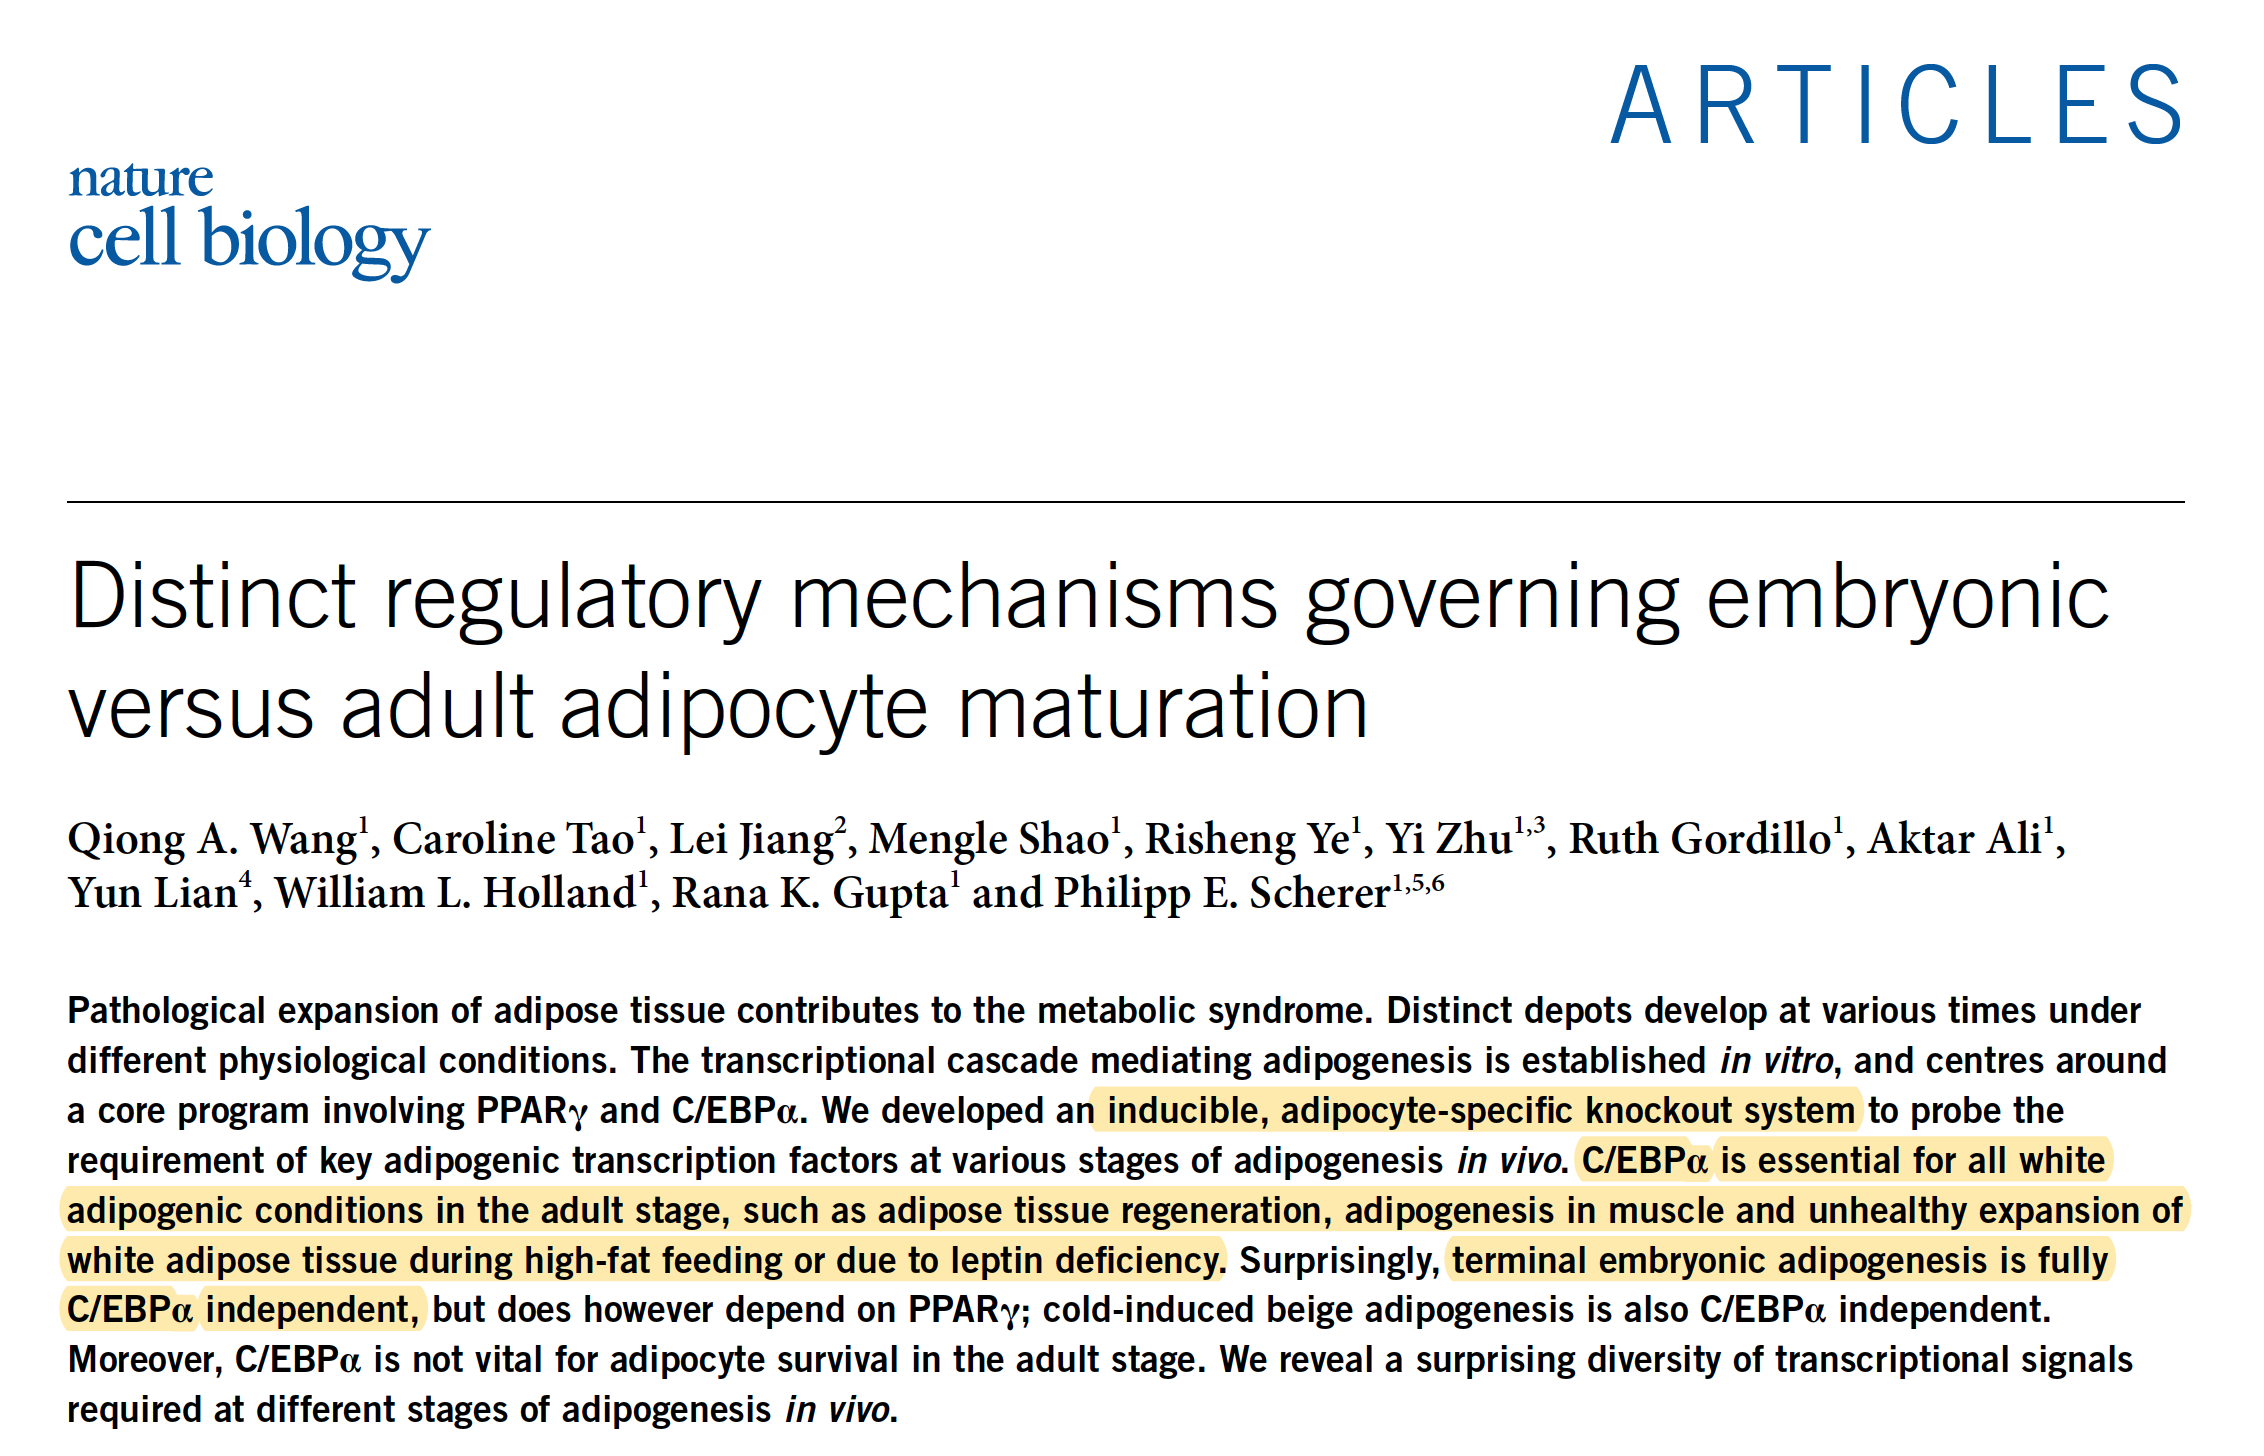 ARTICLES
nature
cell biology
Distinct regulatory mechanisms governing embryonic
versus adult adipocyte maturation
Qiong A. Wang1, Caroline Tao1, Lei Jiang2, Mengle Shao1, Risheng Ye1, Yi Zhu1,3, Ruth Gordillo1, Aktar Ali1,
Yun Lian4, William L. Holland1, Rana K. Gupta1 and Philipp E. Scherer1,5,6
Pathological expansion of adipose tissue contributes to the metabolic syndrome. Distinct depots develop at various times under
different physiological conditions. The transcriptional cascade mediating adipogenesis is established in vitro, and centres around
a core program involving PPARγ and C/EBPα. We developed an inducible, adipocyte-specific knockout system to probe the
requirement of key adipogenic transcription factors at various stages of adipogenesis in vivo. C/EBPα is essential for all white
adipogenic conditions in the adult stage, such as adipose tissue regeneration, adipogenesis in muscle and unhealthy expansion of
white adipose tissue during high-fat feeding or due to leptin deficiency. Surprisingly, terminal embryonic adipogenesis is fully
C/EBPα independent, but does however depend on PPARγ; cold-induced beige adipogenesis is also C/EBPα independent.
Moreover, C/EBPα is not vital for adipocyte survival in the adult stage. We reveal a surprising diversity of transcriptional signals
required at different stages of adipogenesis in vivo.